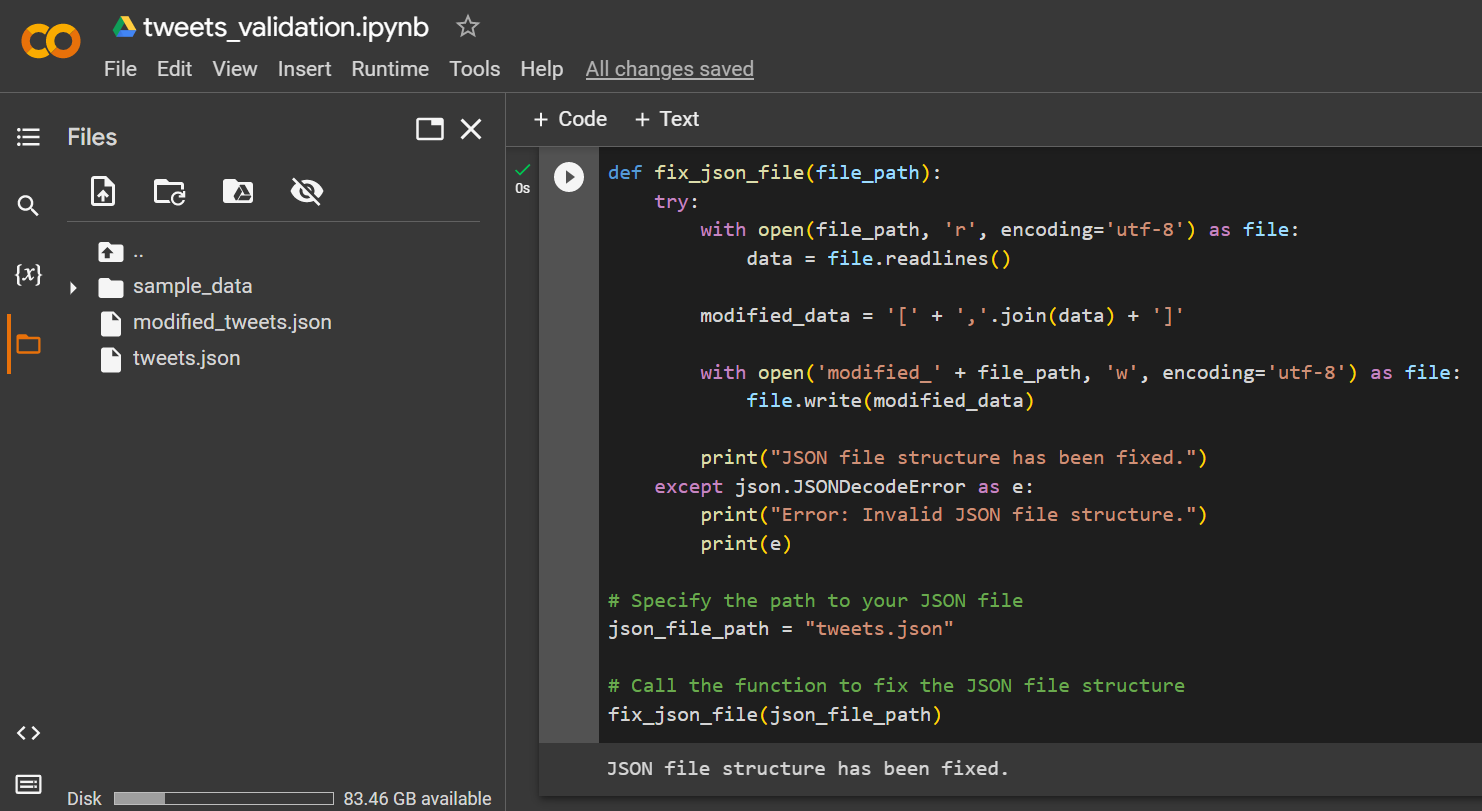 tweets_validation.ipynb
File Edit View Insert Runtime Tools Help All changes saved
Files
..
sample_data
modified_tweets.json
tweets.json
{x}
Disk 83.46 GB available
+ Code + Text
0s
def fix_json_file(file_path):
    try:
        with open(file_path, 'r', encoding='utf-8') as file:
            data = file.readlines()

        modified_data = '[' + ','.join(data) + ']'

        with open('modified_' + file_path, 'w', encoding='utf-8') as file:
            file.write(modified_data)

        print("JSON file structure has been fixed.")
    except json.JSONDecodeError as e:
        print("Error: Invalid JSON file structure.")
        print(e)

# Specify the path to your JSON file
json_file_path = "tweets.json"

# Call the function to fix the JSON file structure
fix_json_file(json_file_path)
JSON file structure has been fixed.